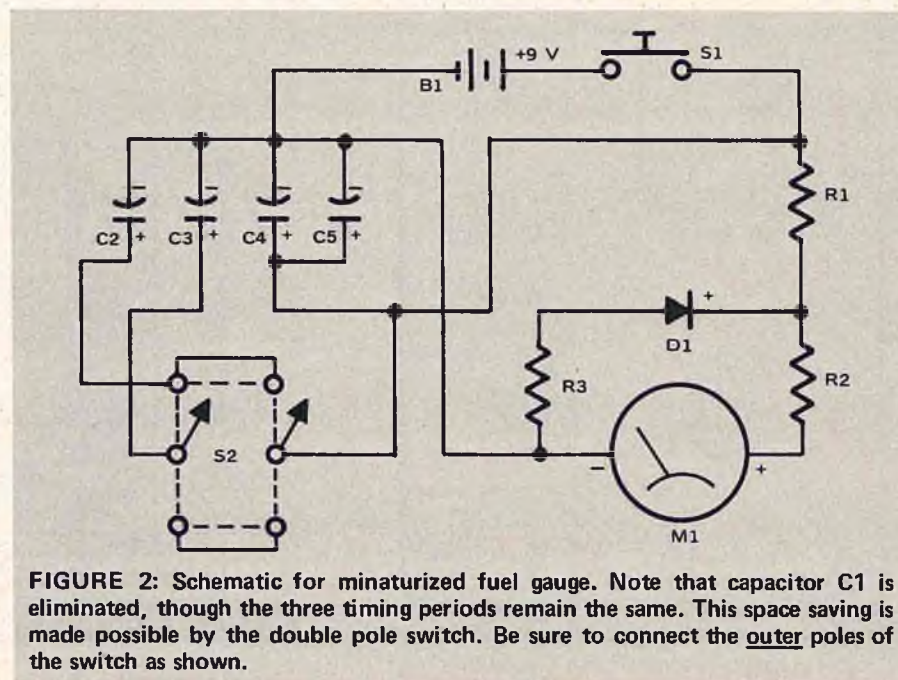 +9 V
S1
B1
R1
C2
+
C3
+
C4
+
C5
+
+
D1
R3
R2
S2
−
+
M1
FIGURE 2: Schematic for minaturized fuel gauge. Note that capacitor C1 is
eliminated, though the three timing periods remain the same. This space saving is
made possible by the double pole switch. Be sure to connect the outer poles of
the switch as shown.